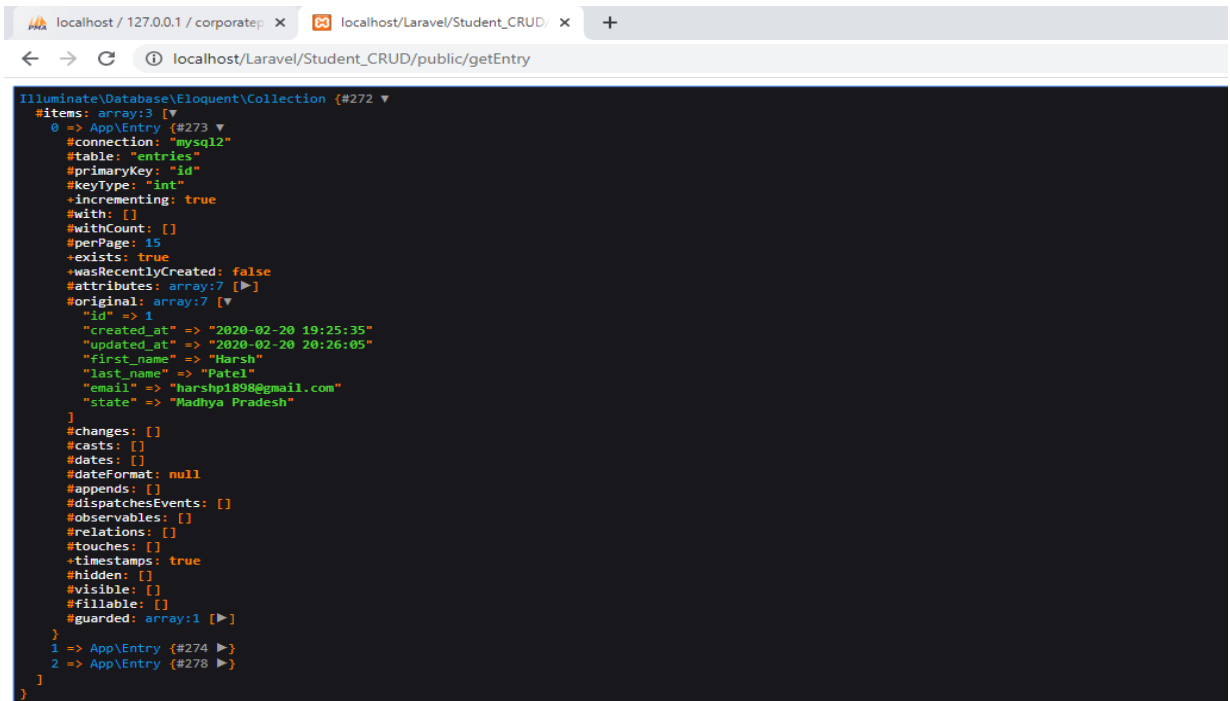 localhost / 127.0.0.1 / corporatep
localhost/Laravel/Student_CRUD/
localhost/Laravel/Student_CRUD/public/getEntry
Illuminate\Database\Eloquent\Collection {#272 ▼
#items: array:3 [▼
0 => App\Entry {#273 ▼
#connection: "mysql2"
#table: "entries"
#primaryKey: "id"
#keyType: "int"
+incrementing: true
#with: []
#withCount: []
#perPage: 15
+exists: true
+wasRecentlyCreated: false
#attributes: array:7 [▶]
#original: array:7 [▼
"id" => 1
"created_at" => "2020-02-20 19:25:35"
"updated_at" => "2020-02-20 20:26:05"
"first_name" => "Harsh"
"last_name" => "Patel"
"email" => "harshp1898@gmail.com"
"state" => "Madhya Pradesh"
]
#changes: []
#casts: []
#dates: []
#dateFormat: null
#appends: []
#dispatchesEvents: []
#observables: []
#relations: []
#touches: []
+timestamps: true
#hidden: []
#visible: []
#fillable: []
#guarded: array:1 [▶]
}
1 => App\Entry {#274 ▶}
2 => App\Entry {#278 ▶}
]
}